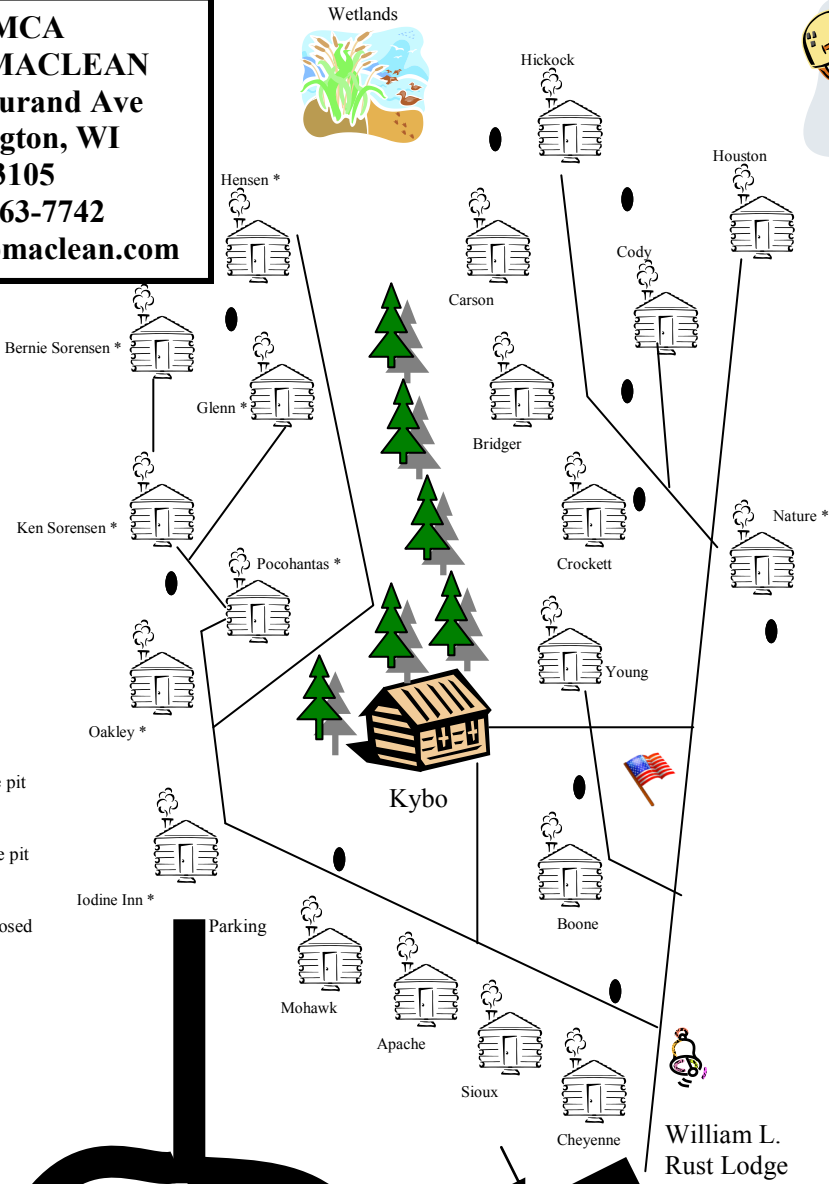 MCA
MACLEAN
urand Ave
gton, WI
3105
63-7742
maclean.com
Wetlands
Hickock
Houston
Hensen *
Cody
Carson
Bernie Sorensen *
Glenn *
Bridger
Ken Sorensen *
Nature *
Pocohantas *
Crockett
Young
Oakley *
Kybo
e pit
e pit
Iodine Inn *
osed
Parking
Boone
Mohawk
Apache
Sioux
Cheyenne
William L.
Rust Lodge